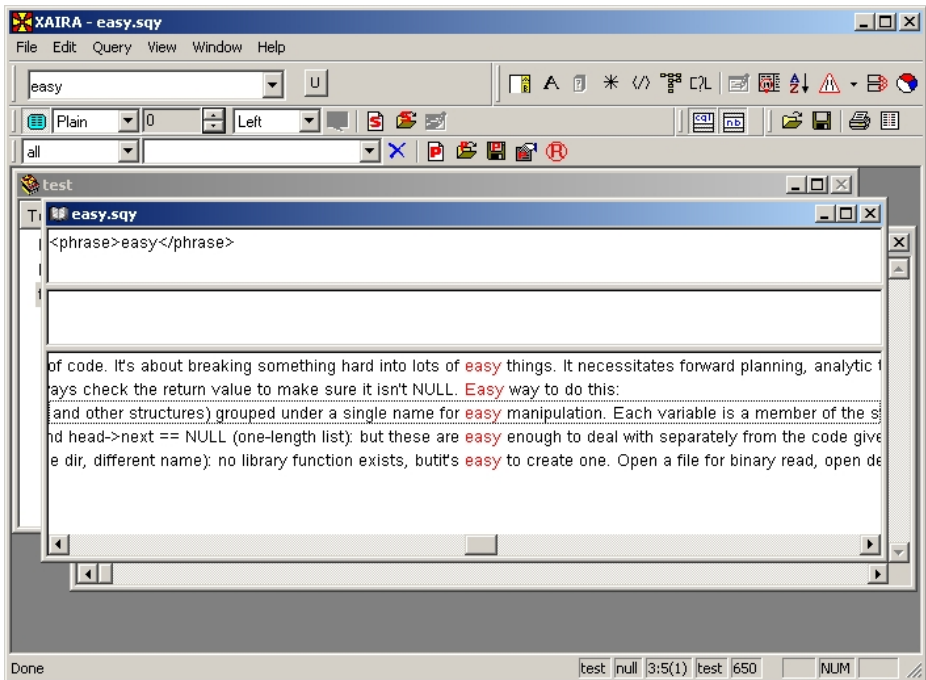 XAIRA - easy.sqy
File Edit Query View Window Help
easy U
Plain 0 Left
all
test
easy.sqy
<phrase>easy</phrase>
of code. It's about breaking something hard into lots of easy things. It necessitates forward planning, analytic
ays check the return value to make sure it isn't NULL. Easy way to do this:
and other structures) grouped under a single name for easy manipulation. Each variable is a member of the s
nd head->next == NULL (one-length list): but these are easy enough to deal with separately from the code give
e dir, different name): no library function exists, butit's easy to create one. Open a file for binary read, open de
Done test null 3:5(1) test 650 NUM